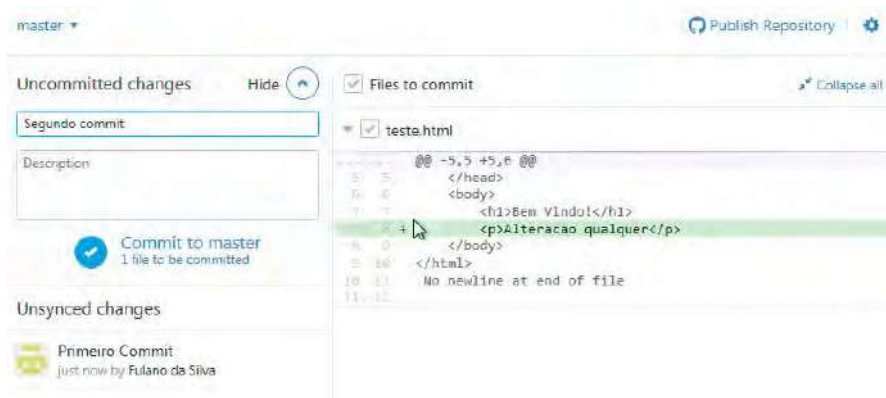 master
Publish Repository
Uncommitted changes
Hide
Files to commit
Collapse all
Segundo commit
teste.html
Description
@@ -5,5 +5,6 @@
5 5 </head>
6 6 <body>
7 7 <h1>Bem VIndo!</h1>
8 + <p>Alteracao qualquer</p>
8 9 </body>
9 10 </html>
10 11 No newline at end of file
11 12
Commit to master
1 file to be committed
Unsynced changes
Primeiro Commit
just now by Fulano da Silva